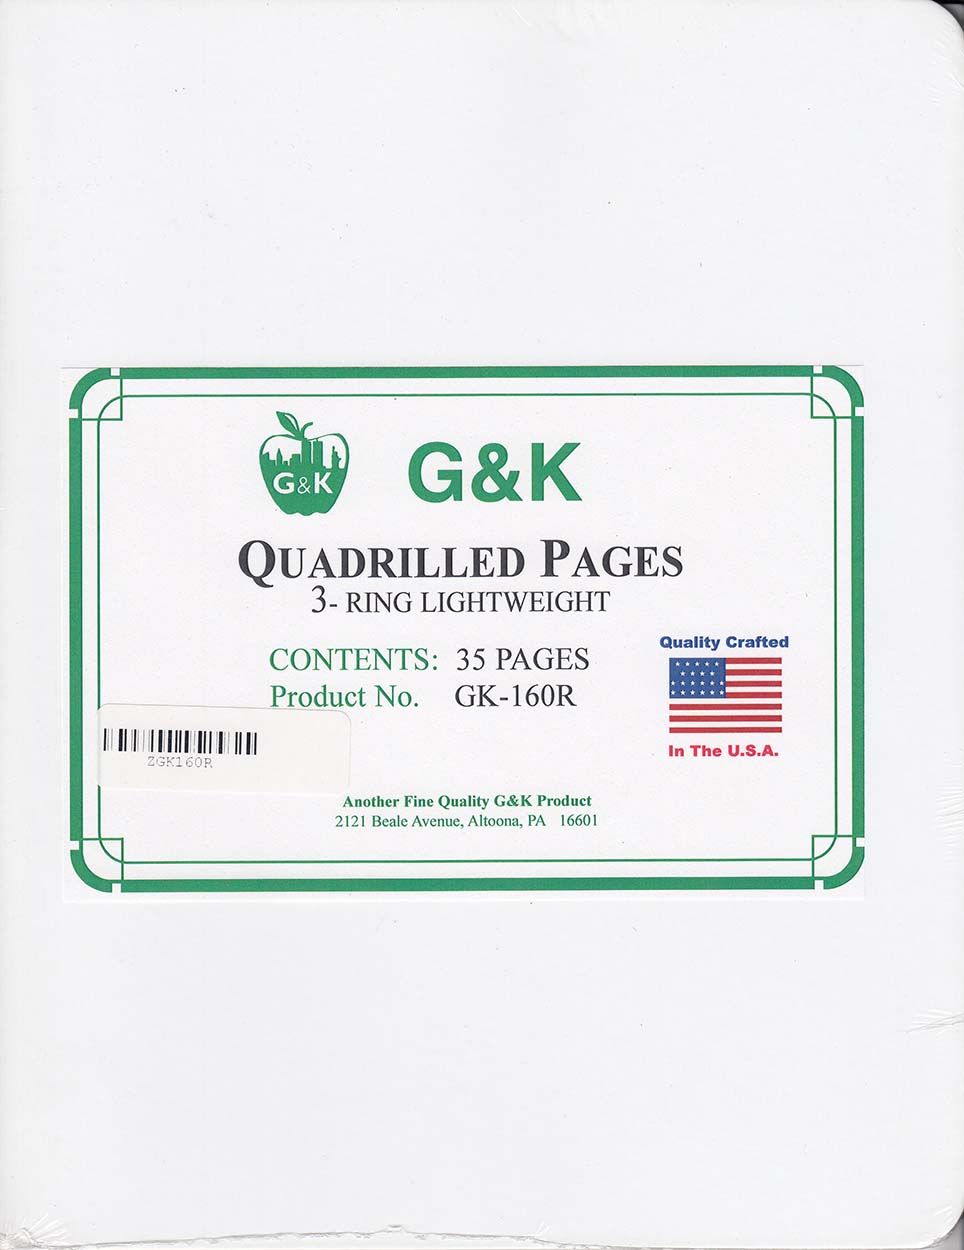 G&K
G&K
QUADRILLED PAGES
3- RING LIGHTWEIGHT
CONTENTS: 35 PAGES
Product No. GK-160R
Quality Crafted
In The U.S.A.
ZGK160R
Another Fine Quality G&K Product
2121 Beale Avenue, Altoona, PA 16601